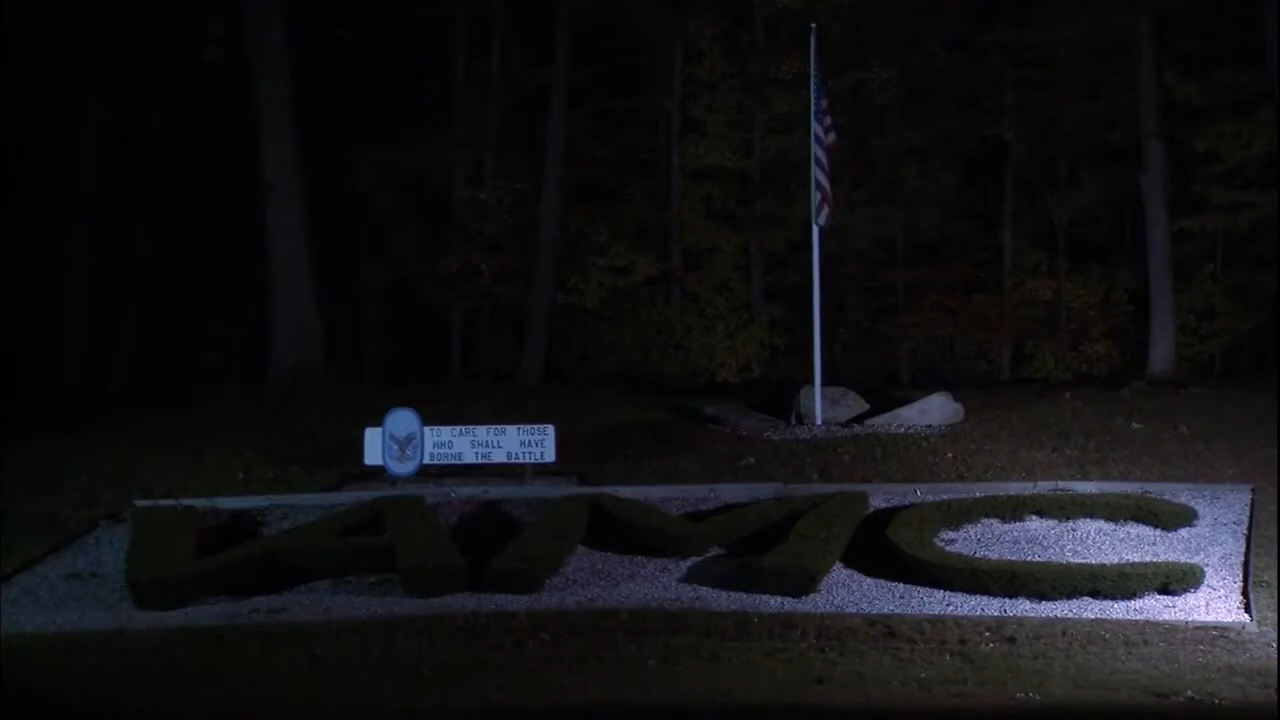 TO CARE FOR THOSE
WHO SHALL HAVE
BORNE THE BATTLE
VAMC